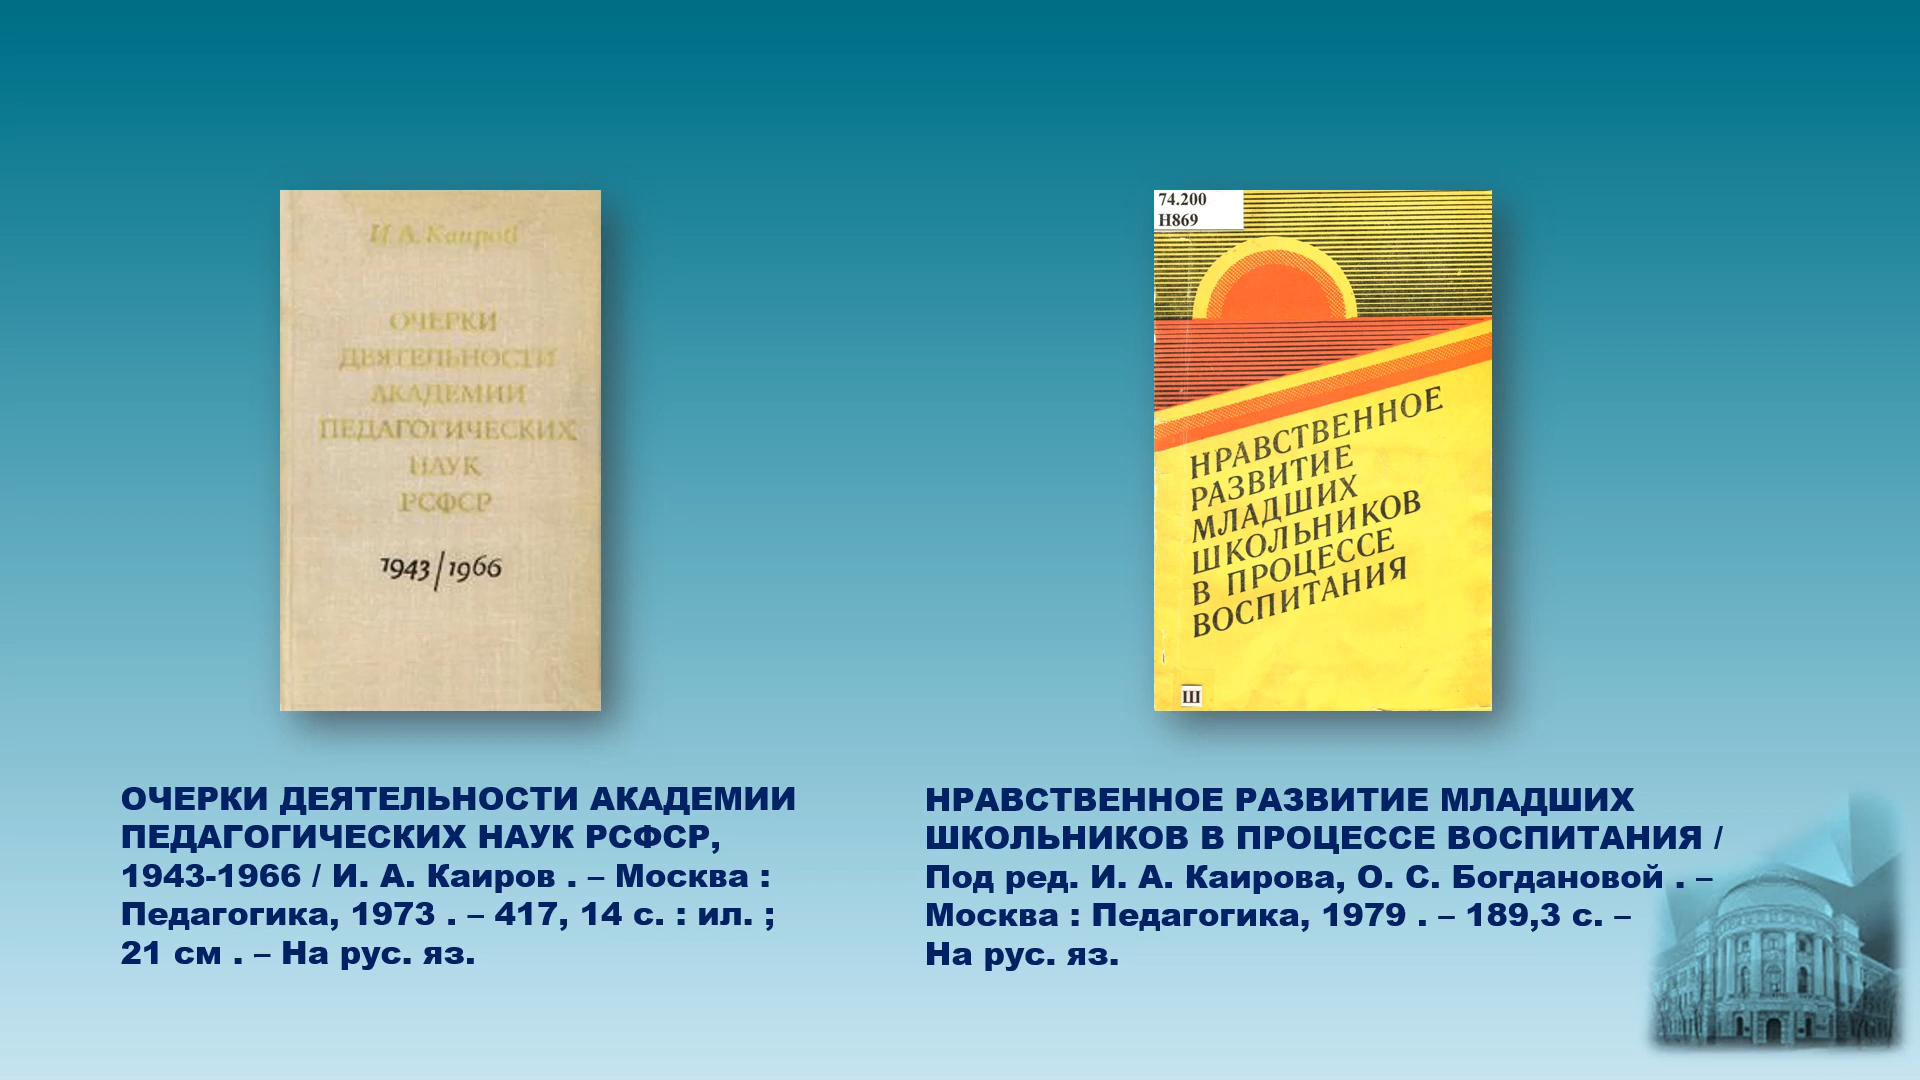 И. А. Каиров
ОЧЕРКИ
ДЕЯТЕЛЬНОСТИ
АКАДЕМИИ
ПЕДАГОГИЧЕСКИХ
НАУК
РСФСР
1943/1966
74.200
Н869
НРАВСТВЕННОЕ
РАЗВИТИЕ
МЛАДШИХ
ШКОЛЬНИКОВ
В ПРОЦЕССЕ
ВОСПИТАНИЯ
Ш
ОЧЕРКИ ДЕЯТЕЛЬНОСТИ АКАДЕМИИ
ПЕДАГОГИЧЕСКИХ НАУК РСФСР,
1943-1966 / И. А. Каиров . – Москва :
Педагогика, 1973 . – 417, 14 с. : ил. ;
21 см . – На рус. яз.
НРАВСТВЕННОЕ РАЗВИТИЕ МЛАДШИХ
ШКОЛЬНИКОВ В ПРОЦЕССЕ ВОСПИТАНИЯ /
Под ред. И. А. Каирова, О. С. Богдановой . –
Москва : Педагогика, 1979 . – 189,3 с. –
На рус. яз.